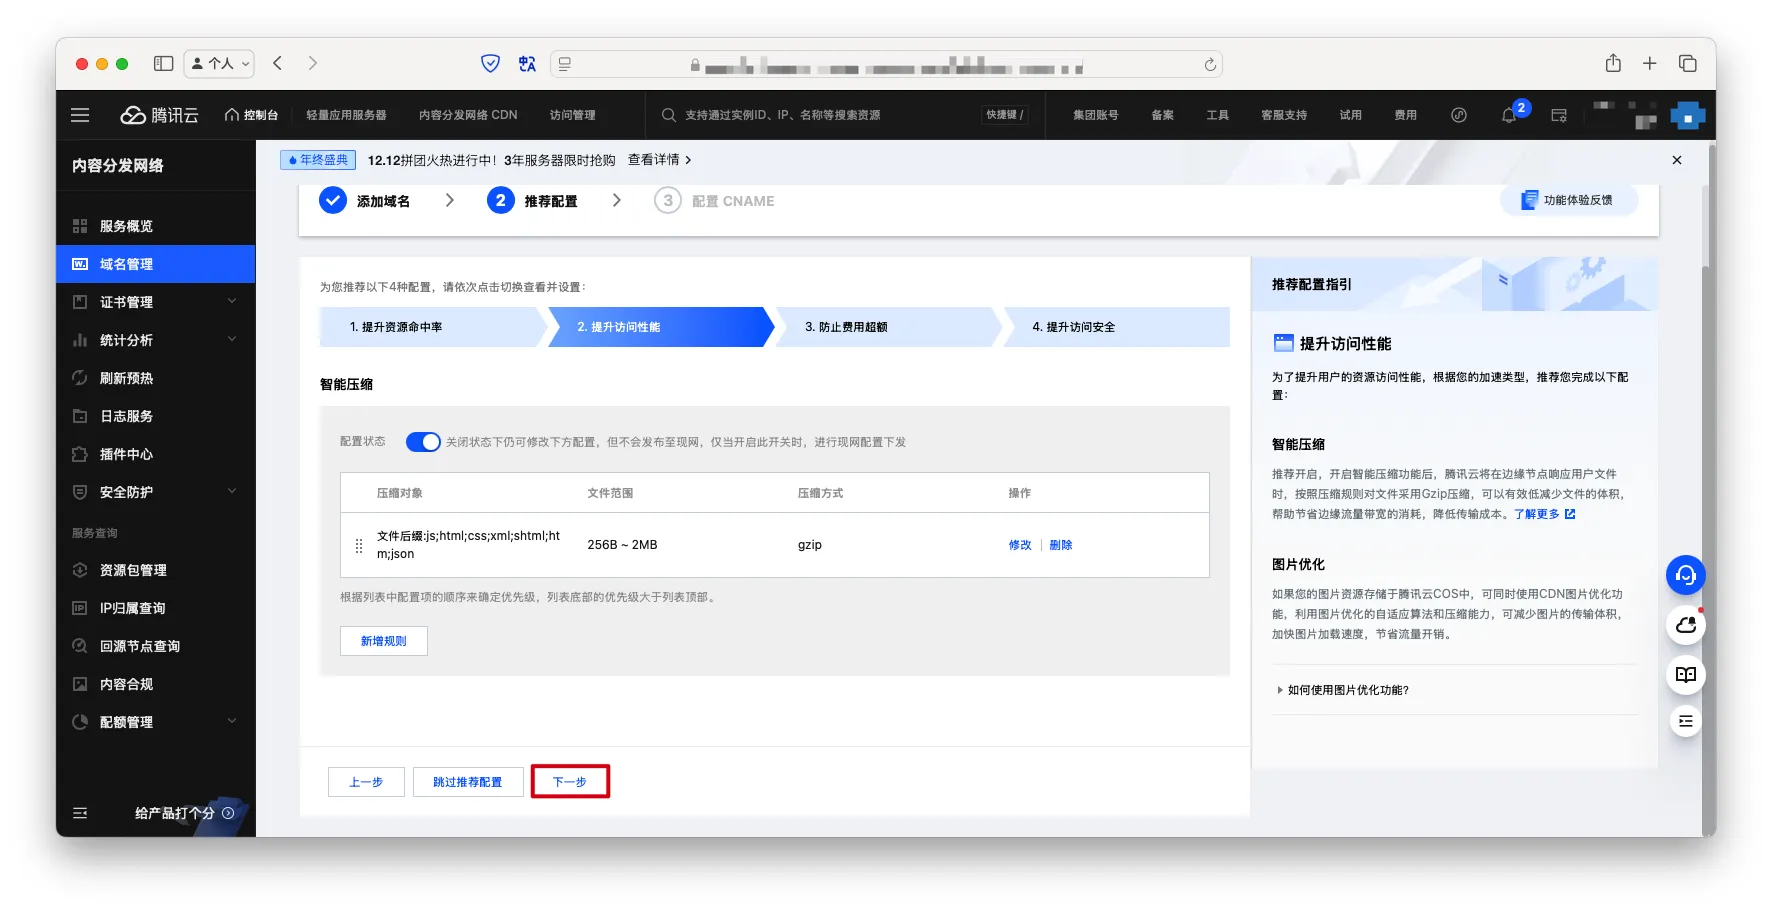 个人
腾讯云
控制台
轻量应用服务器
内容分发网络 CDN
访问管理
支持通过实例ID、IP、名称等搜索资源
快捷键 /
集团账号
备案
工具
客服支持
试用
费用
2
内容分发网络
服务概览
域名管理
证书管理
统计分析
刷新预热
日志服务
插件中心
安全防护
服务查询
资源包管理
IP归属查询
回源节点查询
内容合规
配额管理
给产品打个分
年终盛典
12.12拼团火热进行中！3年服务器限时抢购 查看详情
添加域名
2 推荐配置
3 配置 CNAME
功能体验反馈
为您推荐以下4种配置，请依次点击切换查看并设置：
1. 提升资源命中率
2. 提升访问性能
3. 防止费用超额
4. 提升访问安全
智能压缩
配置状态
关闭状态下仍可修改下方配置，但不会发布至现网，仅当开启此开关时，进行现网配置下发
压缩对象
文件范围
压缩方式
操作
文件后缀:js;html;css;xml;shtml;ht
m;json
256B ~ 2MB
gzip
修改
删除
根据列表中配置项的顺序来确定优先级，列表底部的优先级大于列表顶部。
新增规则
上一步
跳过推荐配置
下一步
推荐配置指引
提升访问性能
为了提升用户的资源访问性能，根据您的加速类型，推荐您完成以下配
置：
智能压缩
推荐开启，开启智能压缩功能后，腾讯云将在边缘节点响应用户文件
时，按照压缩规则对文件采用Gzip压缩，可以有效低减少文件的体积，
帮助节省边缘流量带宽的消耗，降低传输成本。了解更多
图片优化
如果您的图片资源存储于腾讯云COS中，可同时使用CDN图片优化功
能，利用图片优化的自适应算法和压缩能力，可减少图片的传输体积，
加快图片加载速度，节省流量开销。
如何使用图片优化功能?